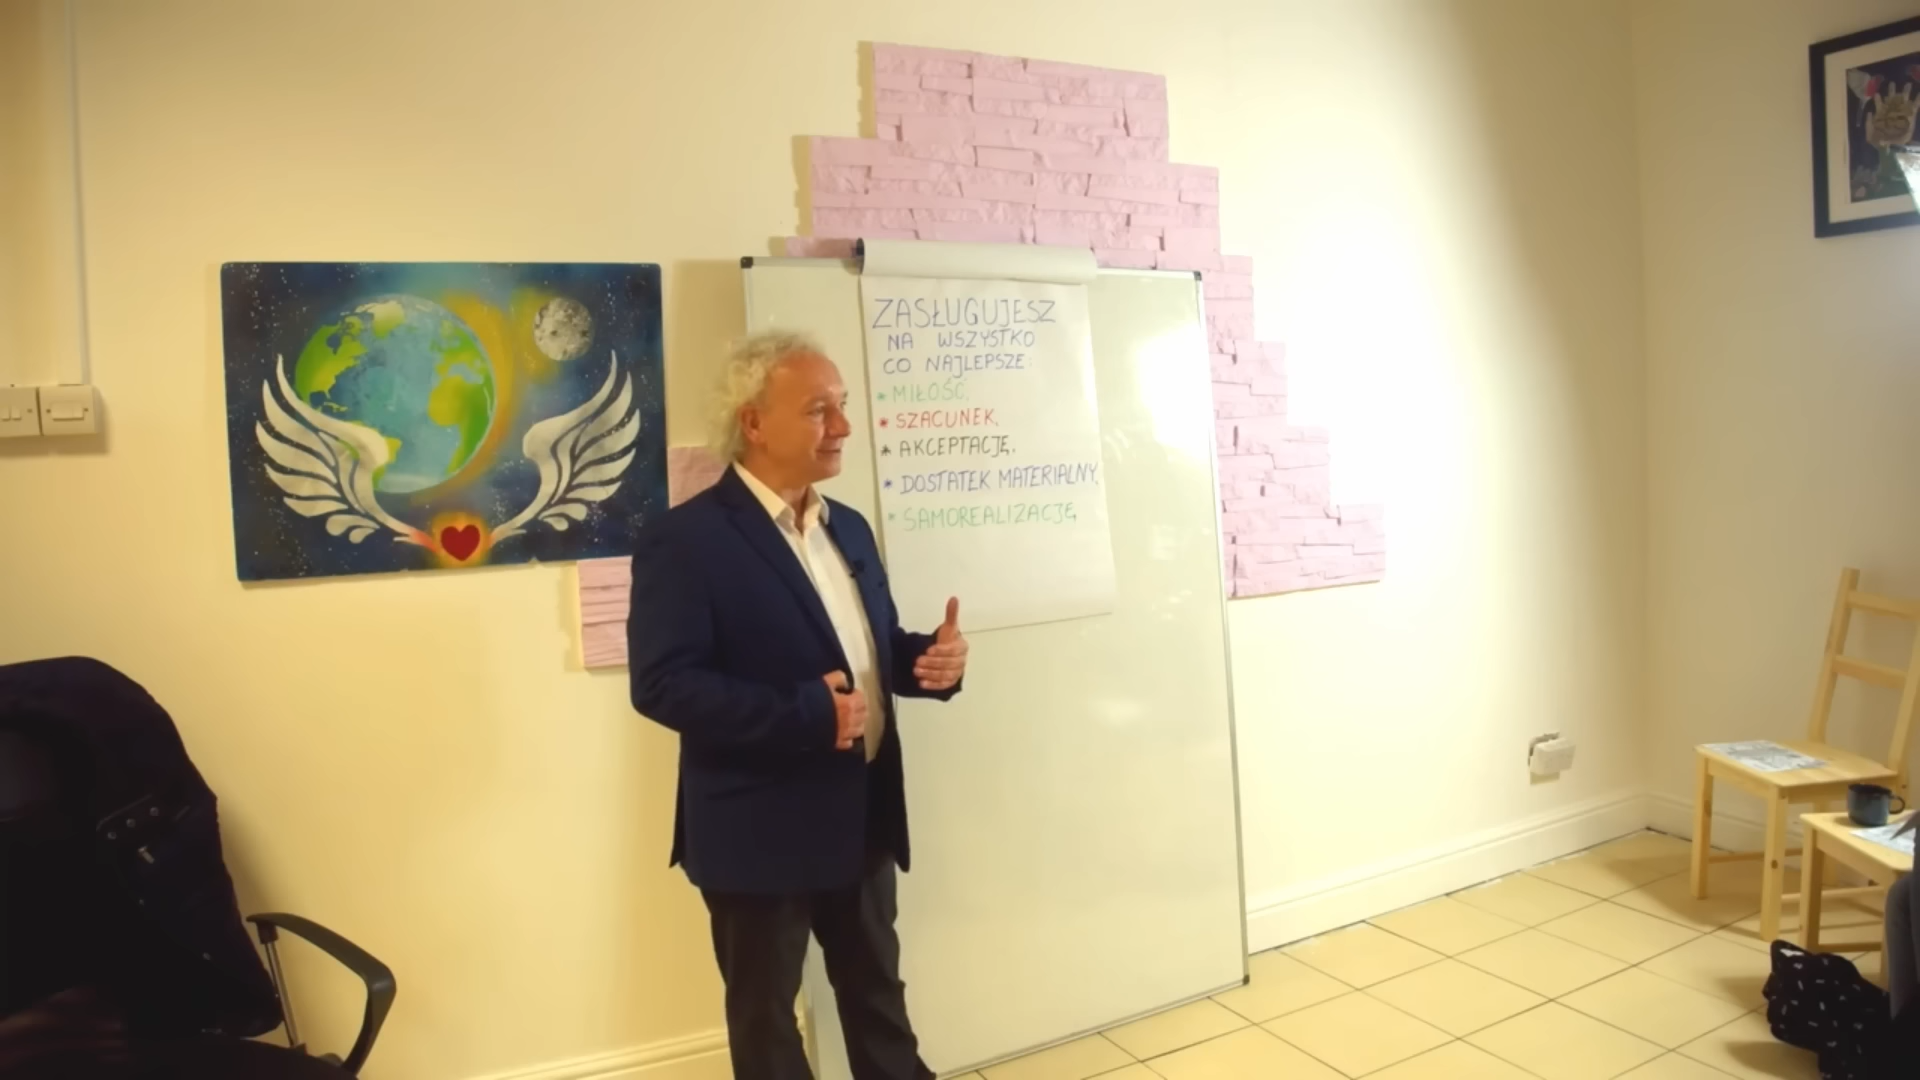 ZASŁUGUJESZ
NA WSZYSTKO
CO NAJLEPSZE:
* MIŁOŚĆ,
* SZACUNEK,
* AKCEPTACJĘ,
* DOSTATEK MATERIALNY,
* SAMOREALIZACJĘ